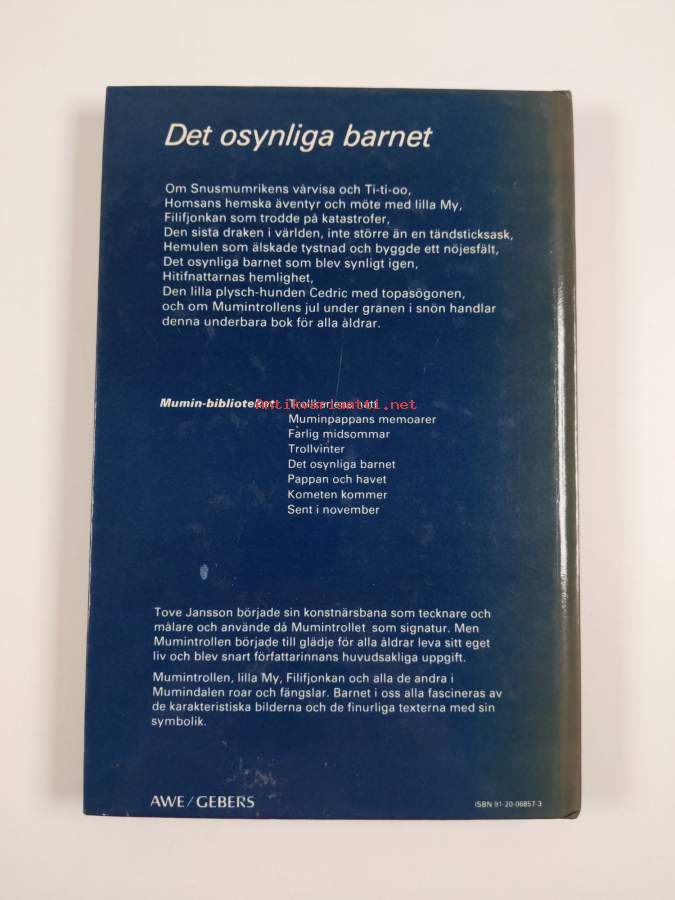 Det osynliga barnet
Om Snusmumrikens vårvisa och Ti-ti-oo,
Homsans hemska äventyr och möte med lilla My,
Filifjonkan som trodde på katastrofer,
Den sista draken i världen, inte större än en tändsticksask,
Hemulen som älskade tystnad och byggde ett nöjesfält,
Det osynliga barnet som blev synligt igen,
Hitifnattarnas hemlighet,
Den lilla plysch-hunden Cedric med topasögonen,
och om Mumintrollens jul under granen i snön handlar
denna underbara bok för alla åldrar.
Mumin-biblioteket: Trollkarlens hatt
antikvariaatti.net
Muminpappans memoarer
Farlig midsommar
Trollvinter
Det osynliga barnet
Pappan och havet
Kometen kommer
Sent i november
Tove Jansson började sin konstnärsbana som tecknare och
målare och använde då Mumintrollet som signatur. Men
Mumintrollen började till glädje för alla åldrar leva sitt eget
liv och blev snart författarinnans huvudsakliga uppgift.
Mumintrollen, lilla My, Filifjonkan och alla de andra i
Mumindalen roar och fängslar. Barnet i oss alla fascineras av
de karakteristiska bilderna och de finurliga texterna med sin
symbolik.
AWE/GEBERS
ISBN 91-20-06857-3